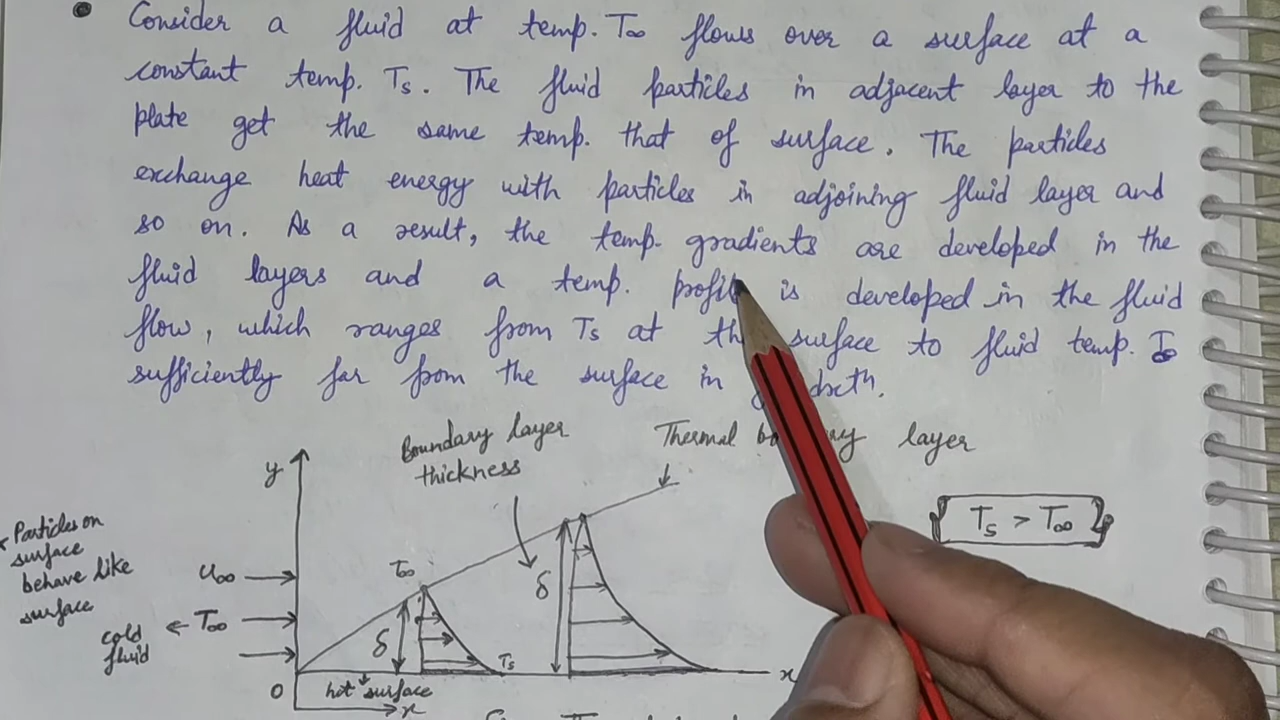 Consider a fluid at temp. T∞ flows over a surface at a
constant temp. Ts. The fluid particles in adjacent layer to the
plate get the same temp. that of surface. The particles
exchange heat energy with particles in adjoining fluid layer and
so on. As a result, the temp. gradients are developed in the
fluid layers and a temp. is developed in the fluid
flow, which ranges from Ts at surface to fluid temp. T∞
sufficiently far from the surface in
Boundary layer
thickness
Thermal layer
y
Ts > T∞
Particles on
surface
behave like
surface
u∞
T∞
cold
fluid
T∞
δ
Ts
δ
0
hot surface
x
x